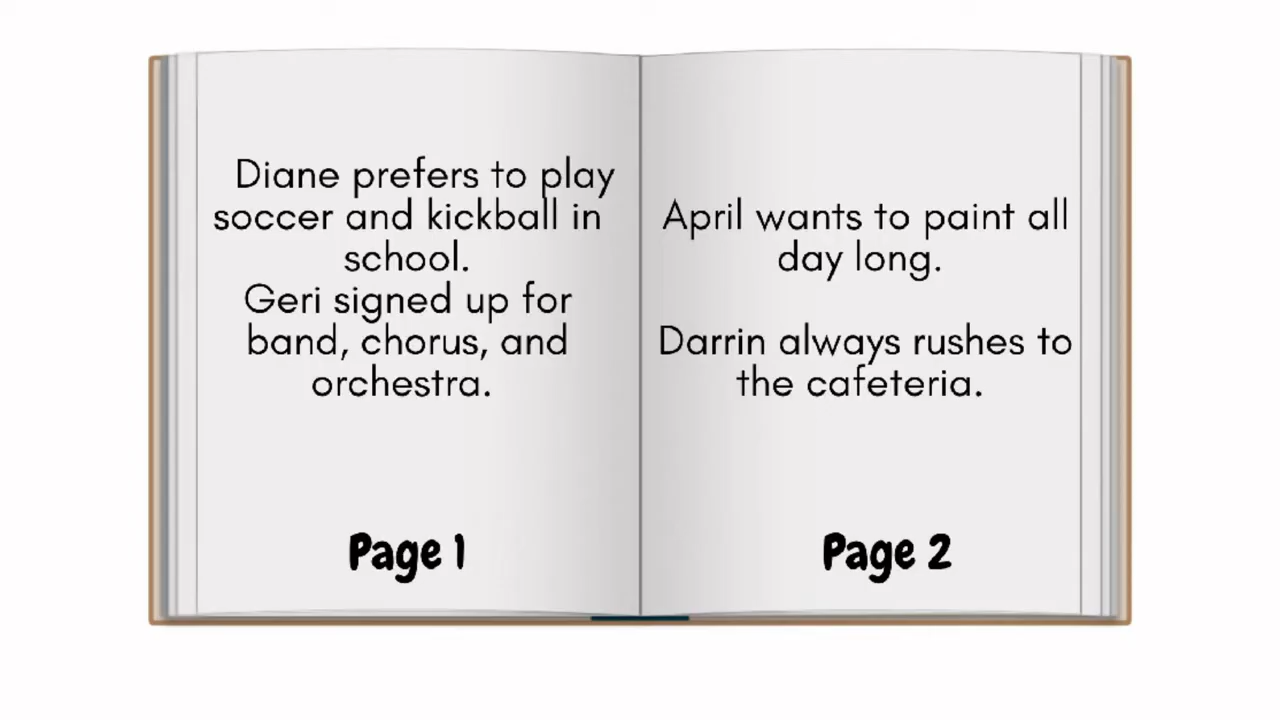 Diane prefers to play
soccer and kickball in
school.
Geri signed up for
band, chorus, and
orchestra.
Page 1
April wants to paint all
day long.
Darrin always rushes to
the cafeteria.
Page 2